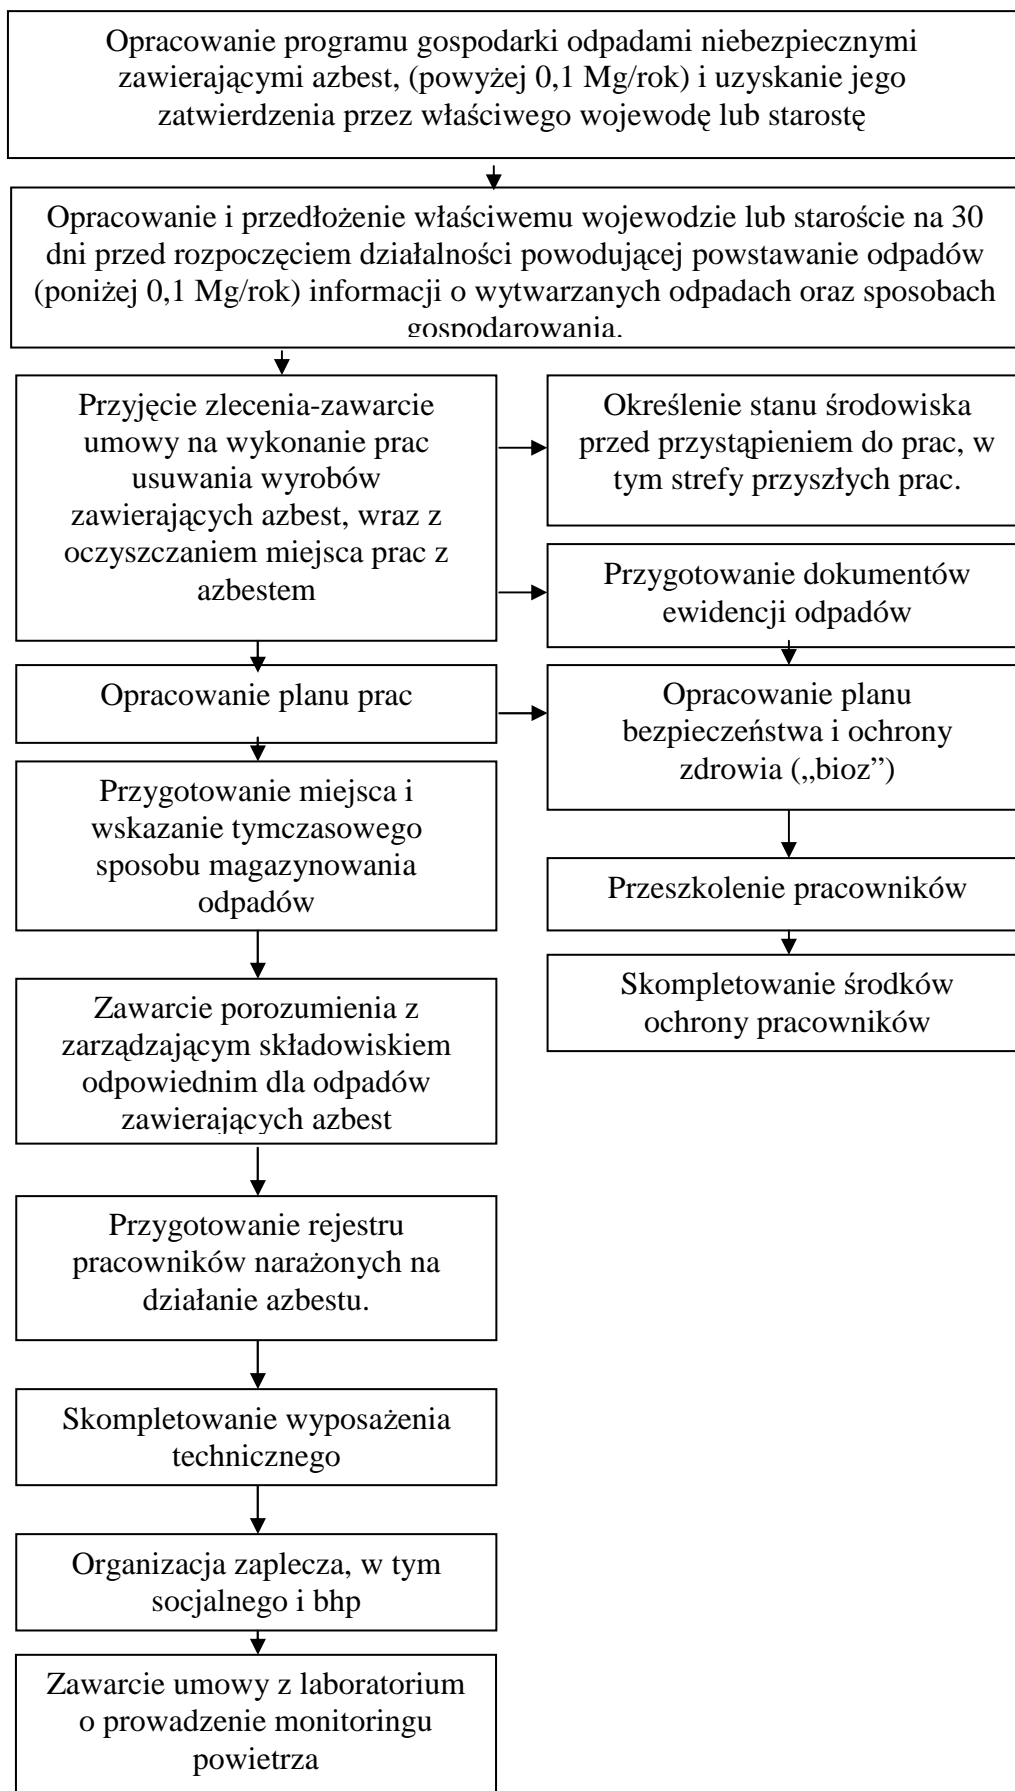 Opracowanie programu gospodarki odpadami niebezpiecznymi
zawierającymi azbest, (powyżej 0,1 Mg/rok) i uzyskanie jego
zatwierdzenia przez właściwego wojewodę lub starostę
Opracowanie i przedłożenie właściwemu wojewodzie lub staroście na 30
dni przed rozpoczęciem działalności powodującej powstawanie odpadów
(poniżej 0,1 Mg/rok) informacji o wytwarzanych odpadach oraz sposobach
gospodarowania.
Przyjęcie zlecenia-zawarcie
umowy na wykonanie prac
usuwania wyrobów
zawierających azbest, wraz z
oczyszczaniem miejsca prac z
azbestem
Określenie stanu środowiska
przed przystąpieniem do prac, w
tym strefy przyszłych prac.
Przygotowanie dokumentów
ewidencji odpadów
Opracowanie planu prac
Opracowanie planu
bezpieczeństwa i ochrony
zdrowia („bioz”)
Przygotowanie miejsca i
wskazanie tymczasowego
sposobu magazynowania
odpadów
Przeszkolenie pracowników
Skompletowanie środków
ochrony pracowników
Zawarcie porozumienia z
zarządzającym składowiskiem
odpowiednim dla odpadów
zawierających azbest
Przygotowanie rejestru
pracowników narażonych na
działanie azbestu.
Skompletowanie wyposażenia
technicznego
Organizacja zaplecza, w tym
socjalnego i bhp
Zawarcie umowy z laboratorium
o prowadzenie monitoringu
powietrza